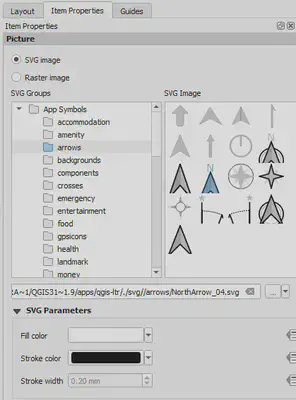 Layout Item Properties Guides
Item Properties
Picture
SVG image
Raster image
SVG Groups SVG Image
App Symbols
accommodation
amenity
arrows
backgrounds
components
crosses
emergency
entertainment
food
gpsicons
health
landmark
money
N
N
:A~1/QGIS31~1.9/apps/qgis-ltr/./svg//arrows/NorthArrow_04.svg ...
SVG Parameters
Fill color
Stroke color
Stroke width 0.20 mm